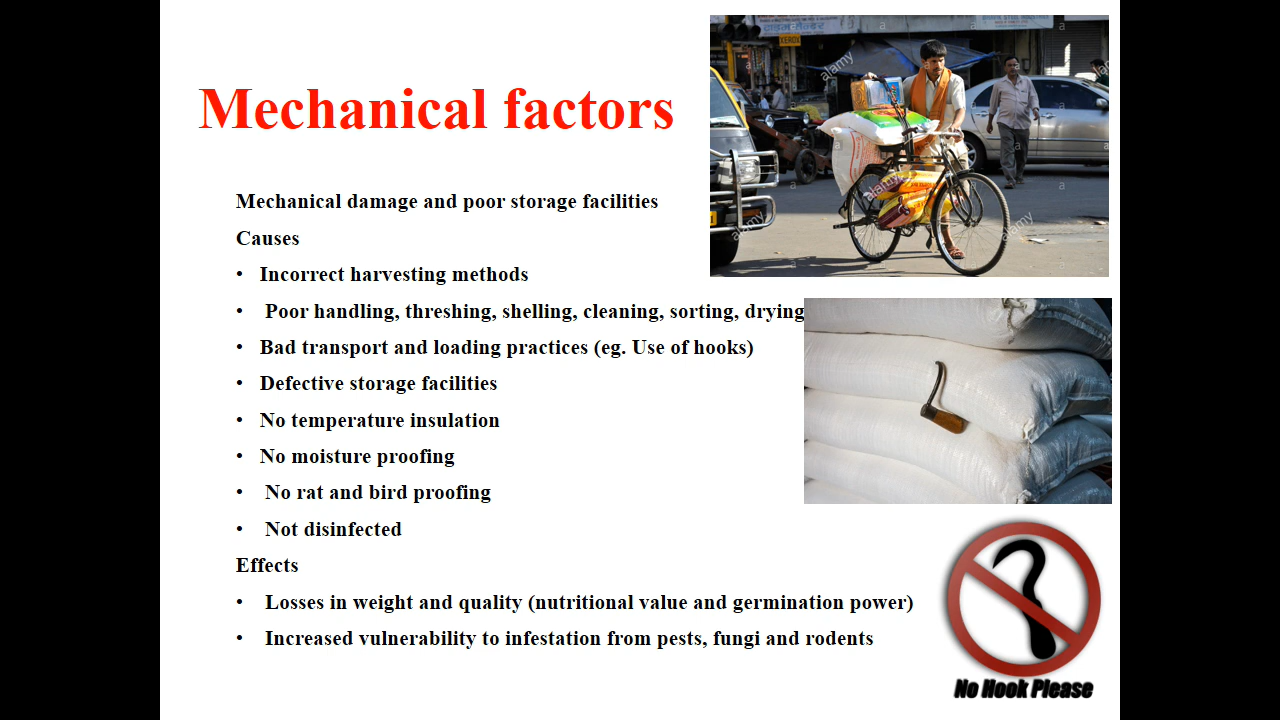 Mechanical factors
Mechanical damage and poor storage facilities
Causes
• Incorrect harvesting methods
• Poor handling, threshing, shelling, cleaning, sorting, drying
• Bad transport and loading practices (eg. Use of hooks)
• Defective storage facilities
• No temperature insulation
• No moisture proofing
• No rat and bird proofing
• Not disinfected
Effects
• Losses in weight and quality (nutritional value and germination power)
• Increased vulnerability to infestation from pests, fungi and rodents
alamy
alamy
alamy
alamy
No Hook Please